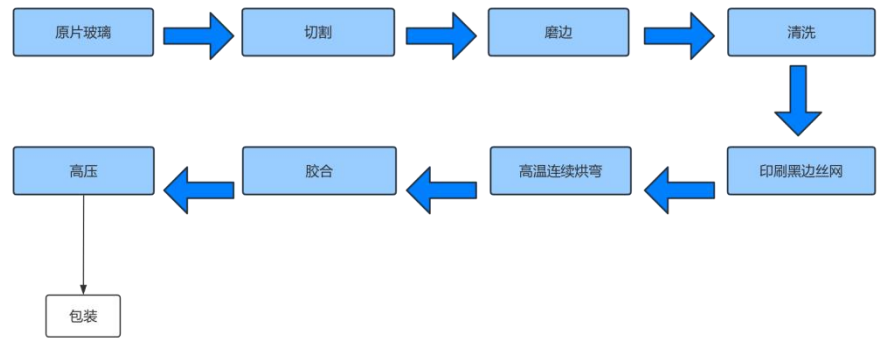 原片玻璃
切割
磨边
清洗
印刷黑边丝网
高温连续烘弯
胶合
高压
包装